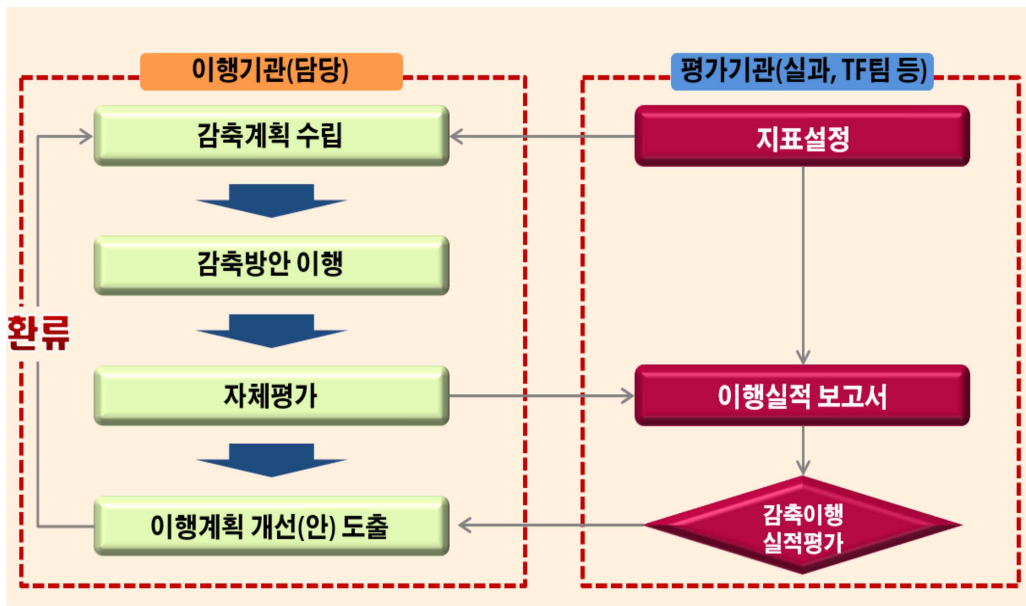 이행기관(담당)
평가기관(실과, TF팀 등)
감축계획 수립
지표설정
감축방안 이행
환류
자체평가
이행실적 보고서
이행계획 개선(안) 도출
감축이행
실적평가